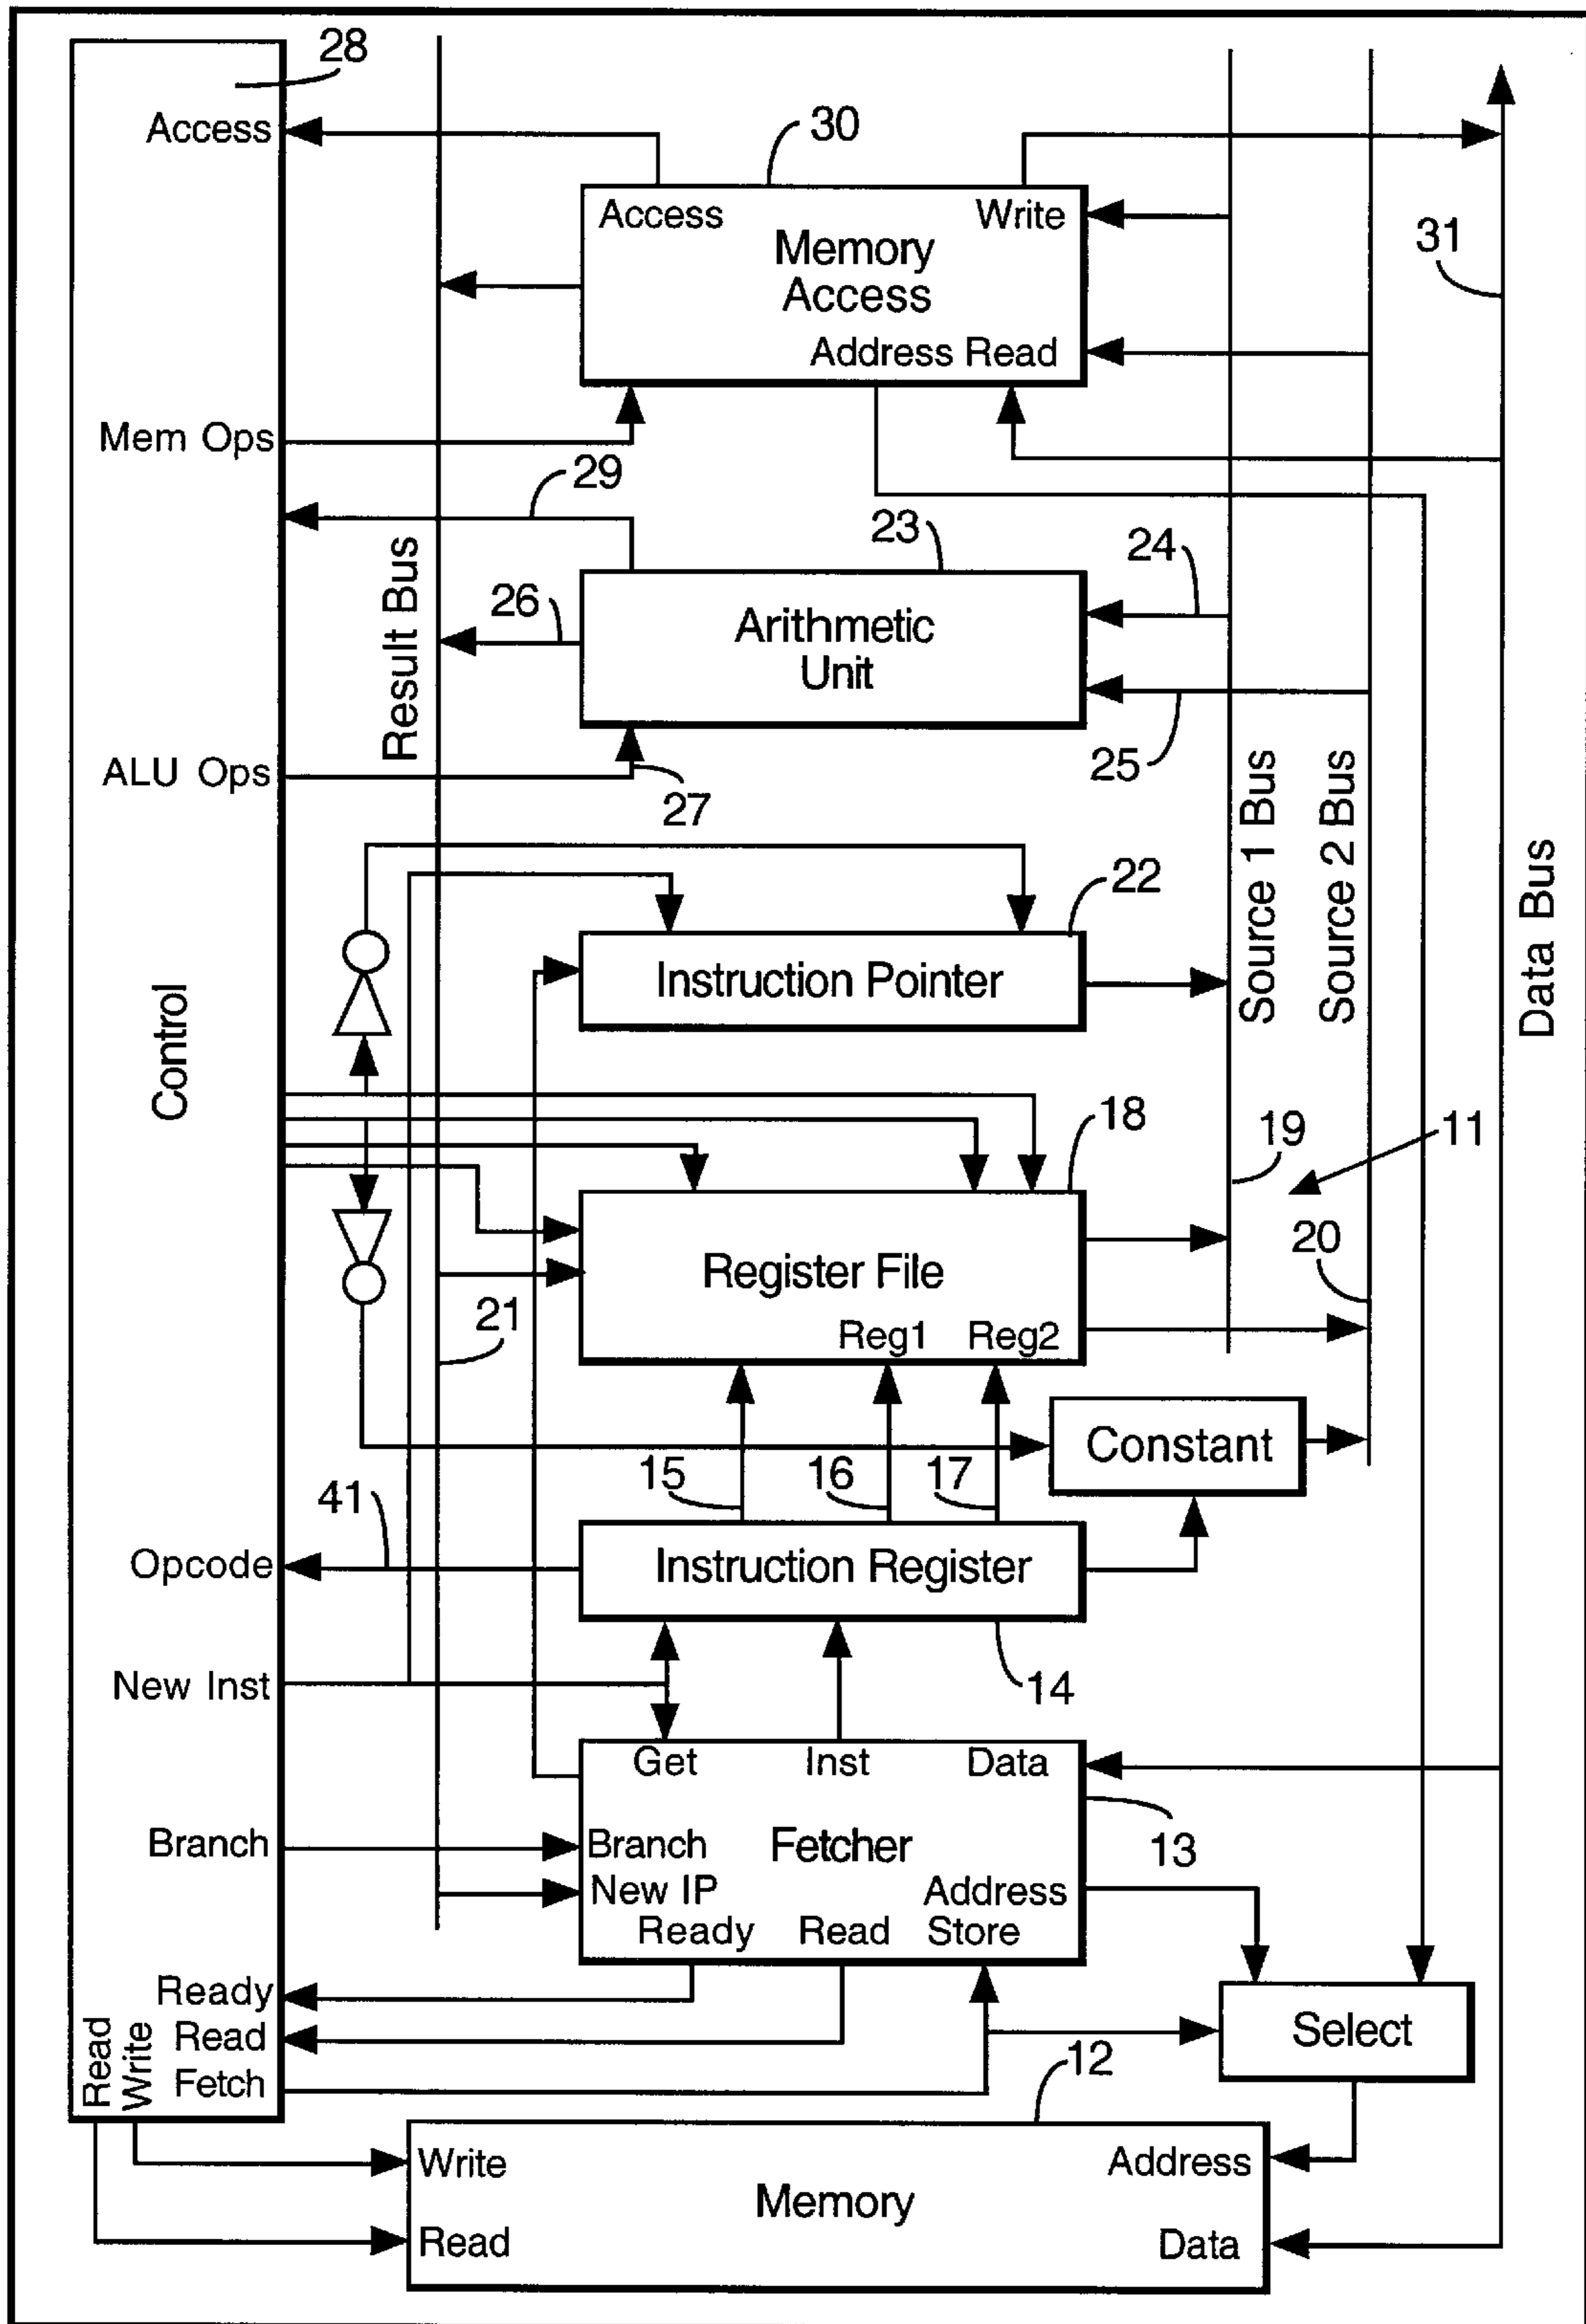 28
Access
30
Access
Write
Memory
Access
31
Address Read
Mem Ops
29
23
24
Result Bus
26
Arithmetic
Unit
25
ALU Ops
27
Source 1 Bus
Source 2 Bus
Data Bus
22
Instruction Pointer
Control
18
19
11
Register File
20
21
Reg1
Reg2
Constant
15
16
17
41
Opcode
Instruction Register
New Inst
14
Get
Inst
Data
Branch
Branch
Fetcher
13
New IP
Address
Ready
Read
Store
Ready
Read
Write
Read
Select
Fetch
12
Write
Address
Memory
Read
Data